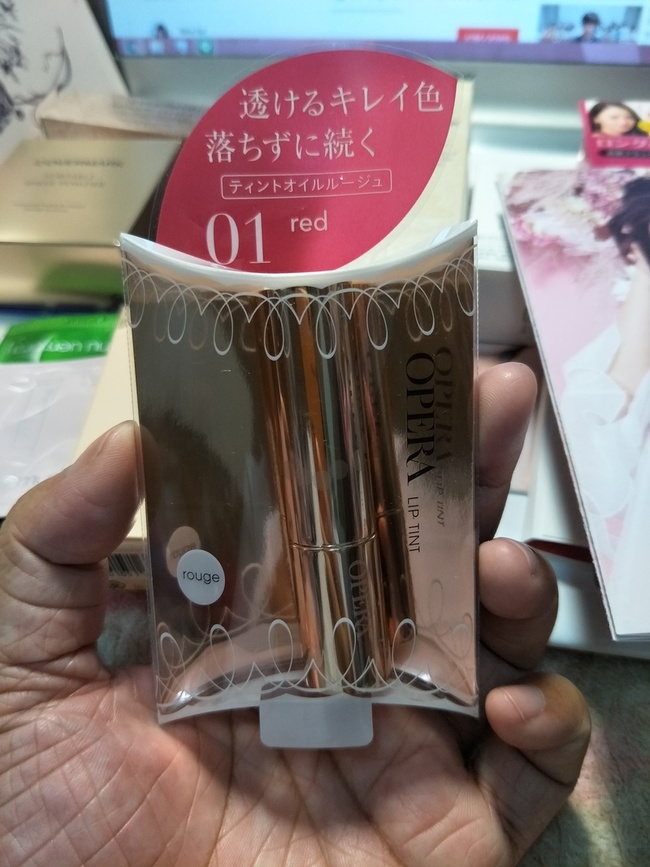 透けるキレイ色
落ちずに続く
ティントオイルルージュ
01 red
OPERA LIP TINT
rouge
OPERA